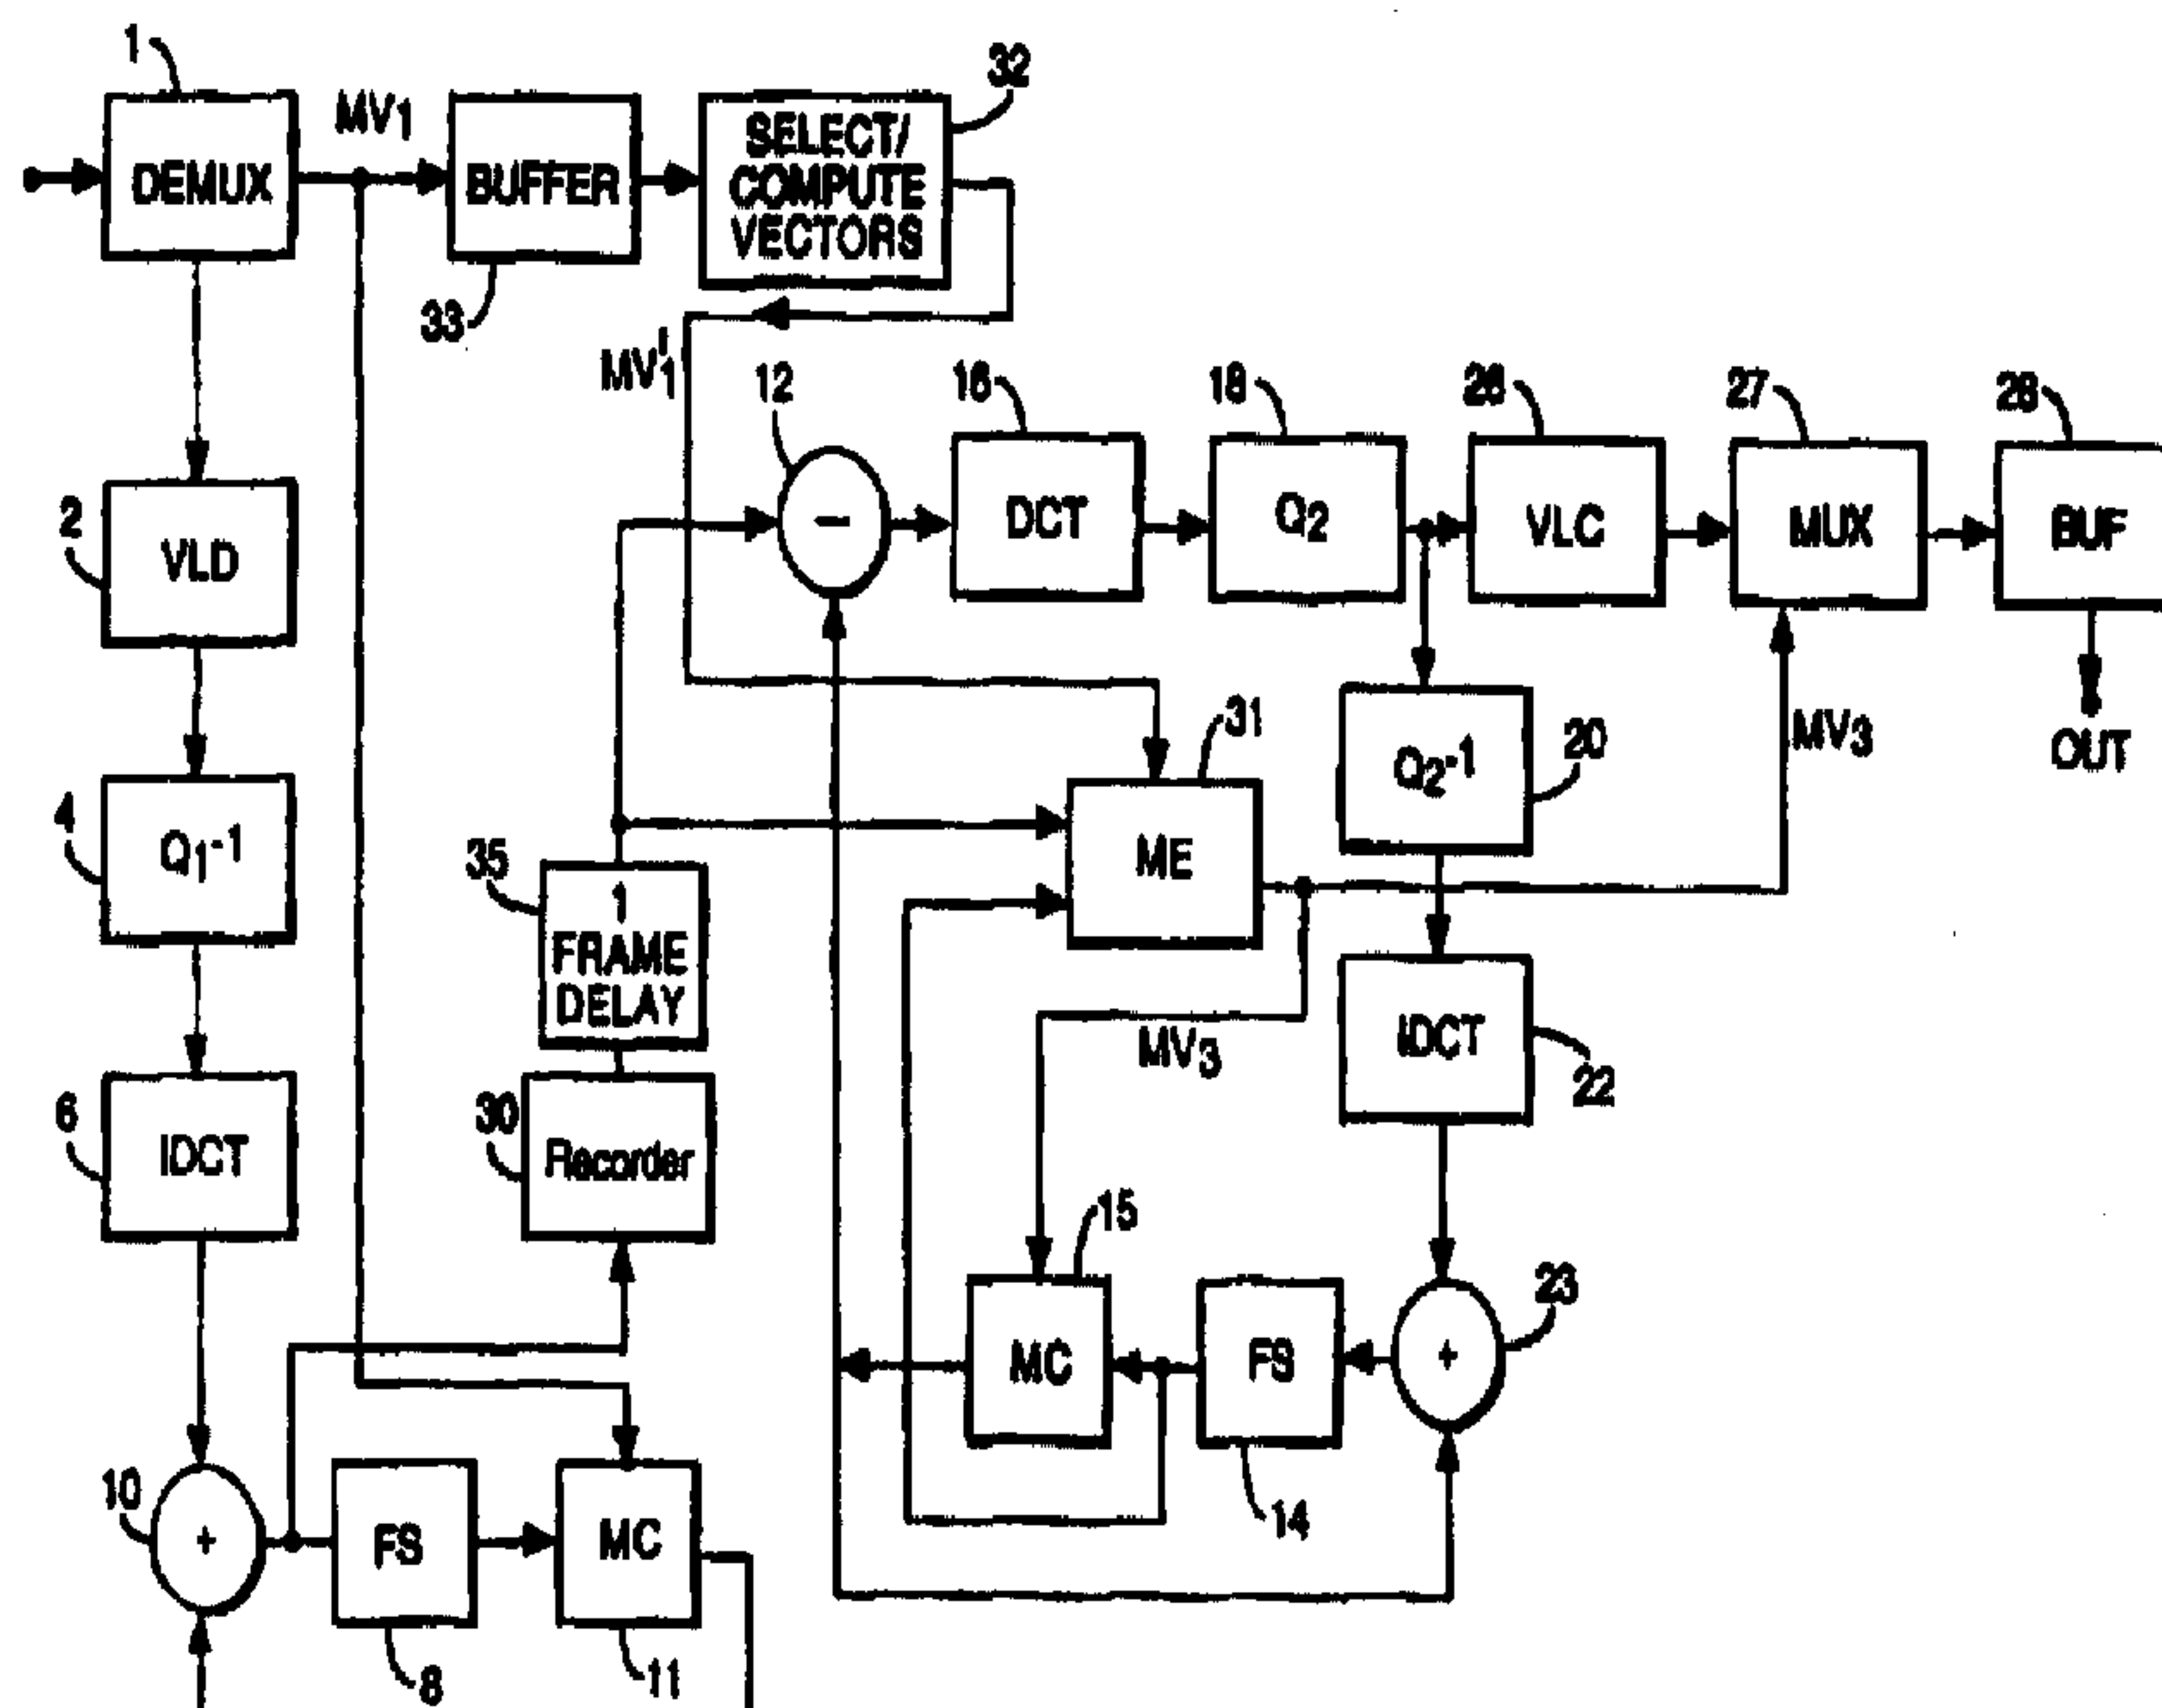 1
MV1
32
DEMUX
BUFFER
SELECT/
COMPUTE
VECTORS
33
MV'1
12
16
18
26
27
28
2
VLD
−
DCT
Q2
VLC
MUX
BUF
31
20
MV3
OUT
4
Q1-1
35
1
FRAME
DELAY
ME
Q2-1
MV3
IDCT
22
6
IDCT
30
Recorder
15
23
MC
FS
+
10
+
FS
MC
14
8
11